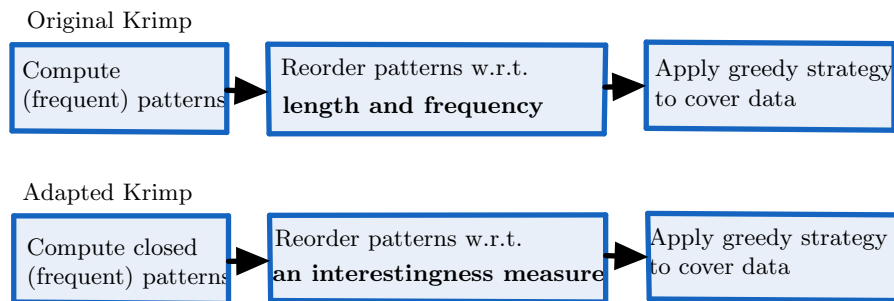 Original Krimp
Compute
(frequent) patterns
Reorder patterns w.r.t.
length and frequency
Apply greedy strategy
to cover data
Adapted Krimp
Compute closed
(frequent) patterns
Reorder patterns w.r.t.
an interestingness measure
Apply greedy strategy
to cover data